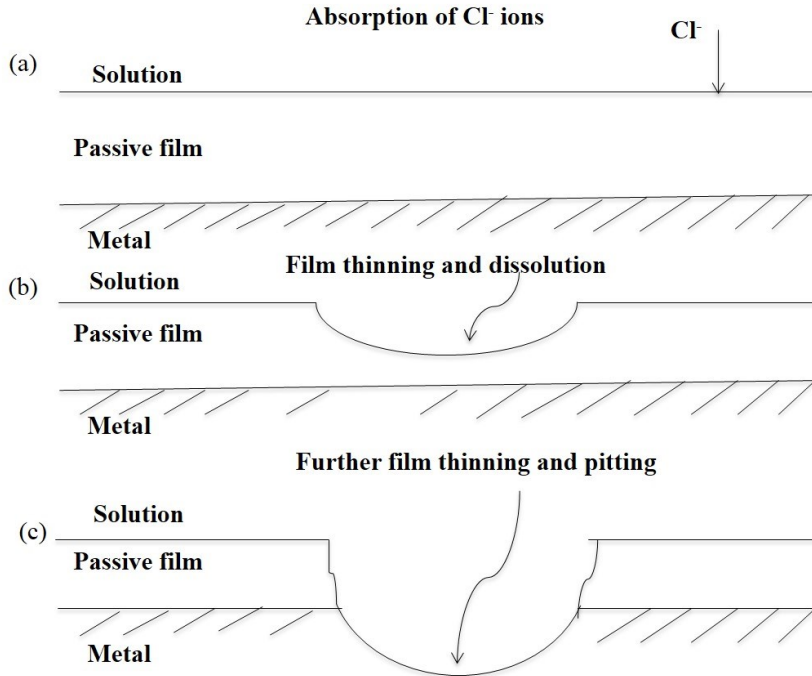 Absorption of Cl⁻ ions
Cl⁻
(a)
Solution
Passive film
Metal
Film thinning and dissolution
(b)
Solution
Passive film
Metal
Further film thinning and pitting
(c)
Solution
Passive film
Metal